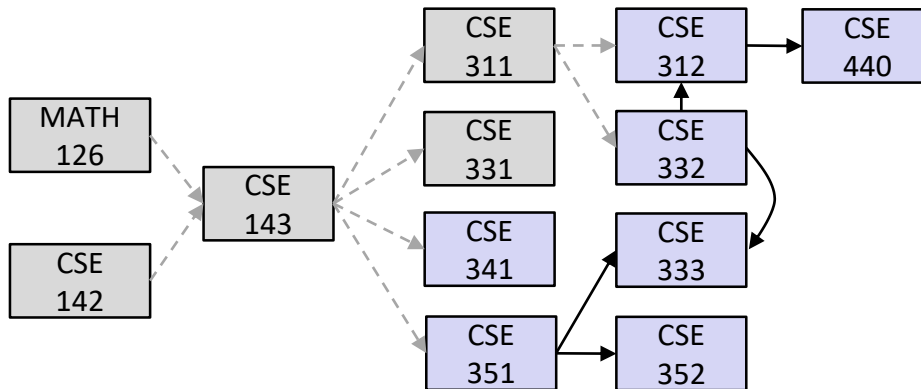 CSE
311
CSE
312
CSE
440
MATH
126
CSE
331
CSE
332
CSE
143
CSE
142
CSE
341
CSE
333
CSE
351
CSE
352